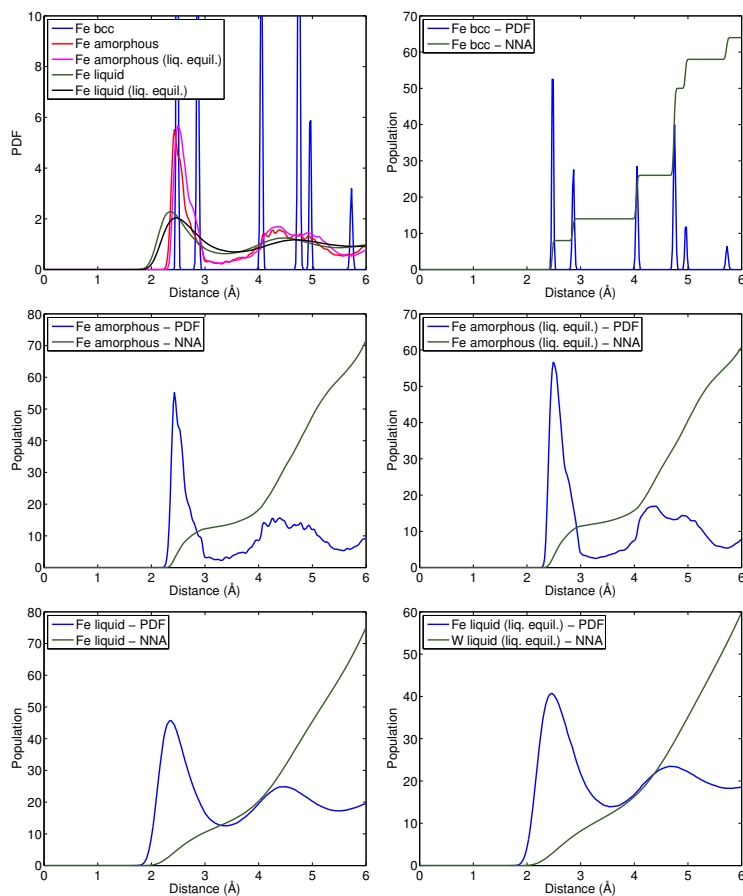 Fe bcc
Fe amorphous
Fe amorphous (liq. equil.)
Fe liquid
Fe liquid (liq. equil.)
PDF
10
8
6
4
2
0
0 1 2 3 4 5 6
Distance (Å)
Fe bcc − PDF
Fe bcc − NNA
Population
70
60
50
40
30
20
10
0
0 1 2 3 4 5 6
Distance (Å)
Fe amorphous − PDF
Fe amorphous − NNA
Population
80
70
60
50
40
30
20
10
0
0 1 2 3 4 5 6
Distance (Å)
Fe amorphous (liq. equil.) − PDF
Fe amorphous (liq. equil.) − NNA
Population
70
60
50
40
30
20
10
0
0 1 2 3 4 5 6
Distance (Å)
Fe liquid − PDF
Fe liquid − NNA
Population
80
70
60
50
40
30
20
10
0
0 1 2 3 4 5 6
Distance (Å)
Fe liquid (liq. equil.) − PDF
W liquid (liq. equil.) − NNA
Population
60
50
40
30
20
10
0
0 1 2 3 4 5 6
Distance (Å)